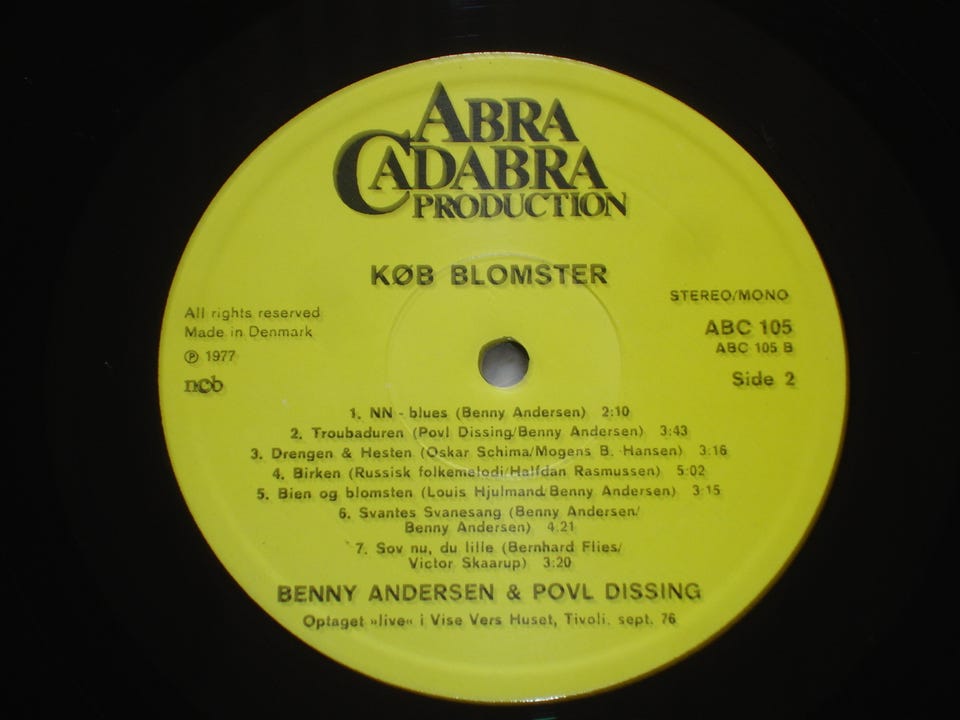 ABRA
CADABRA
PRODUCTION
KØB BLOMSTER
STEREO/MONO
All rights reserved
Made in Denmark
℗ 1977
ncb
ABC 105
ABC 105 B
Side 2
1. NN - blues (Benny Andersen) 2:10
2. Troubaduren (Povl Dissing/Benny Andersen) 3:43
3. Drengen & Hesten (Oskar Schima/Mogens B. Hansen) 3:16
4. Birken (Russisk folkemelodi/Halfdan Rasmussen) 5:02
5. Bien og blomsten (Louis Hjulmand/Benny Andersen) 3:15
6. Svantes Svanesang (Benny Andersen/
Benny Andersen) 4.21
7. Sov nu, du lille (Bernhard Flies/
Victor Skaarup) 3:20
BENNY ANDERSEN & POVL DISSING
Optaget »live« i Vise Vers Huset, Tivoli. sept. 76